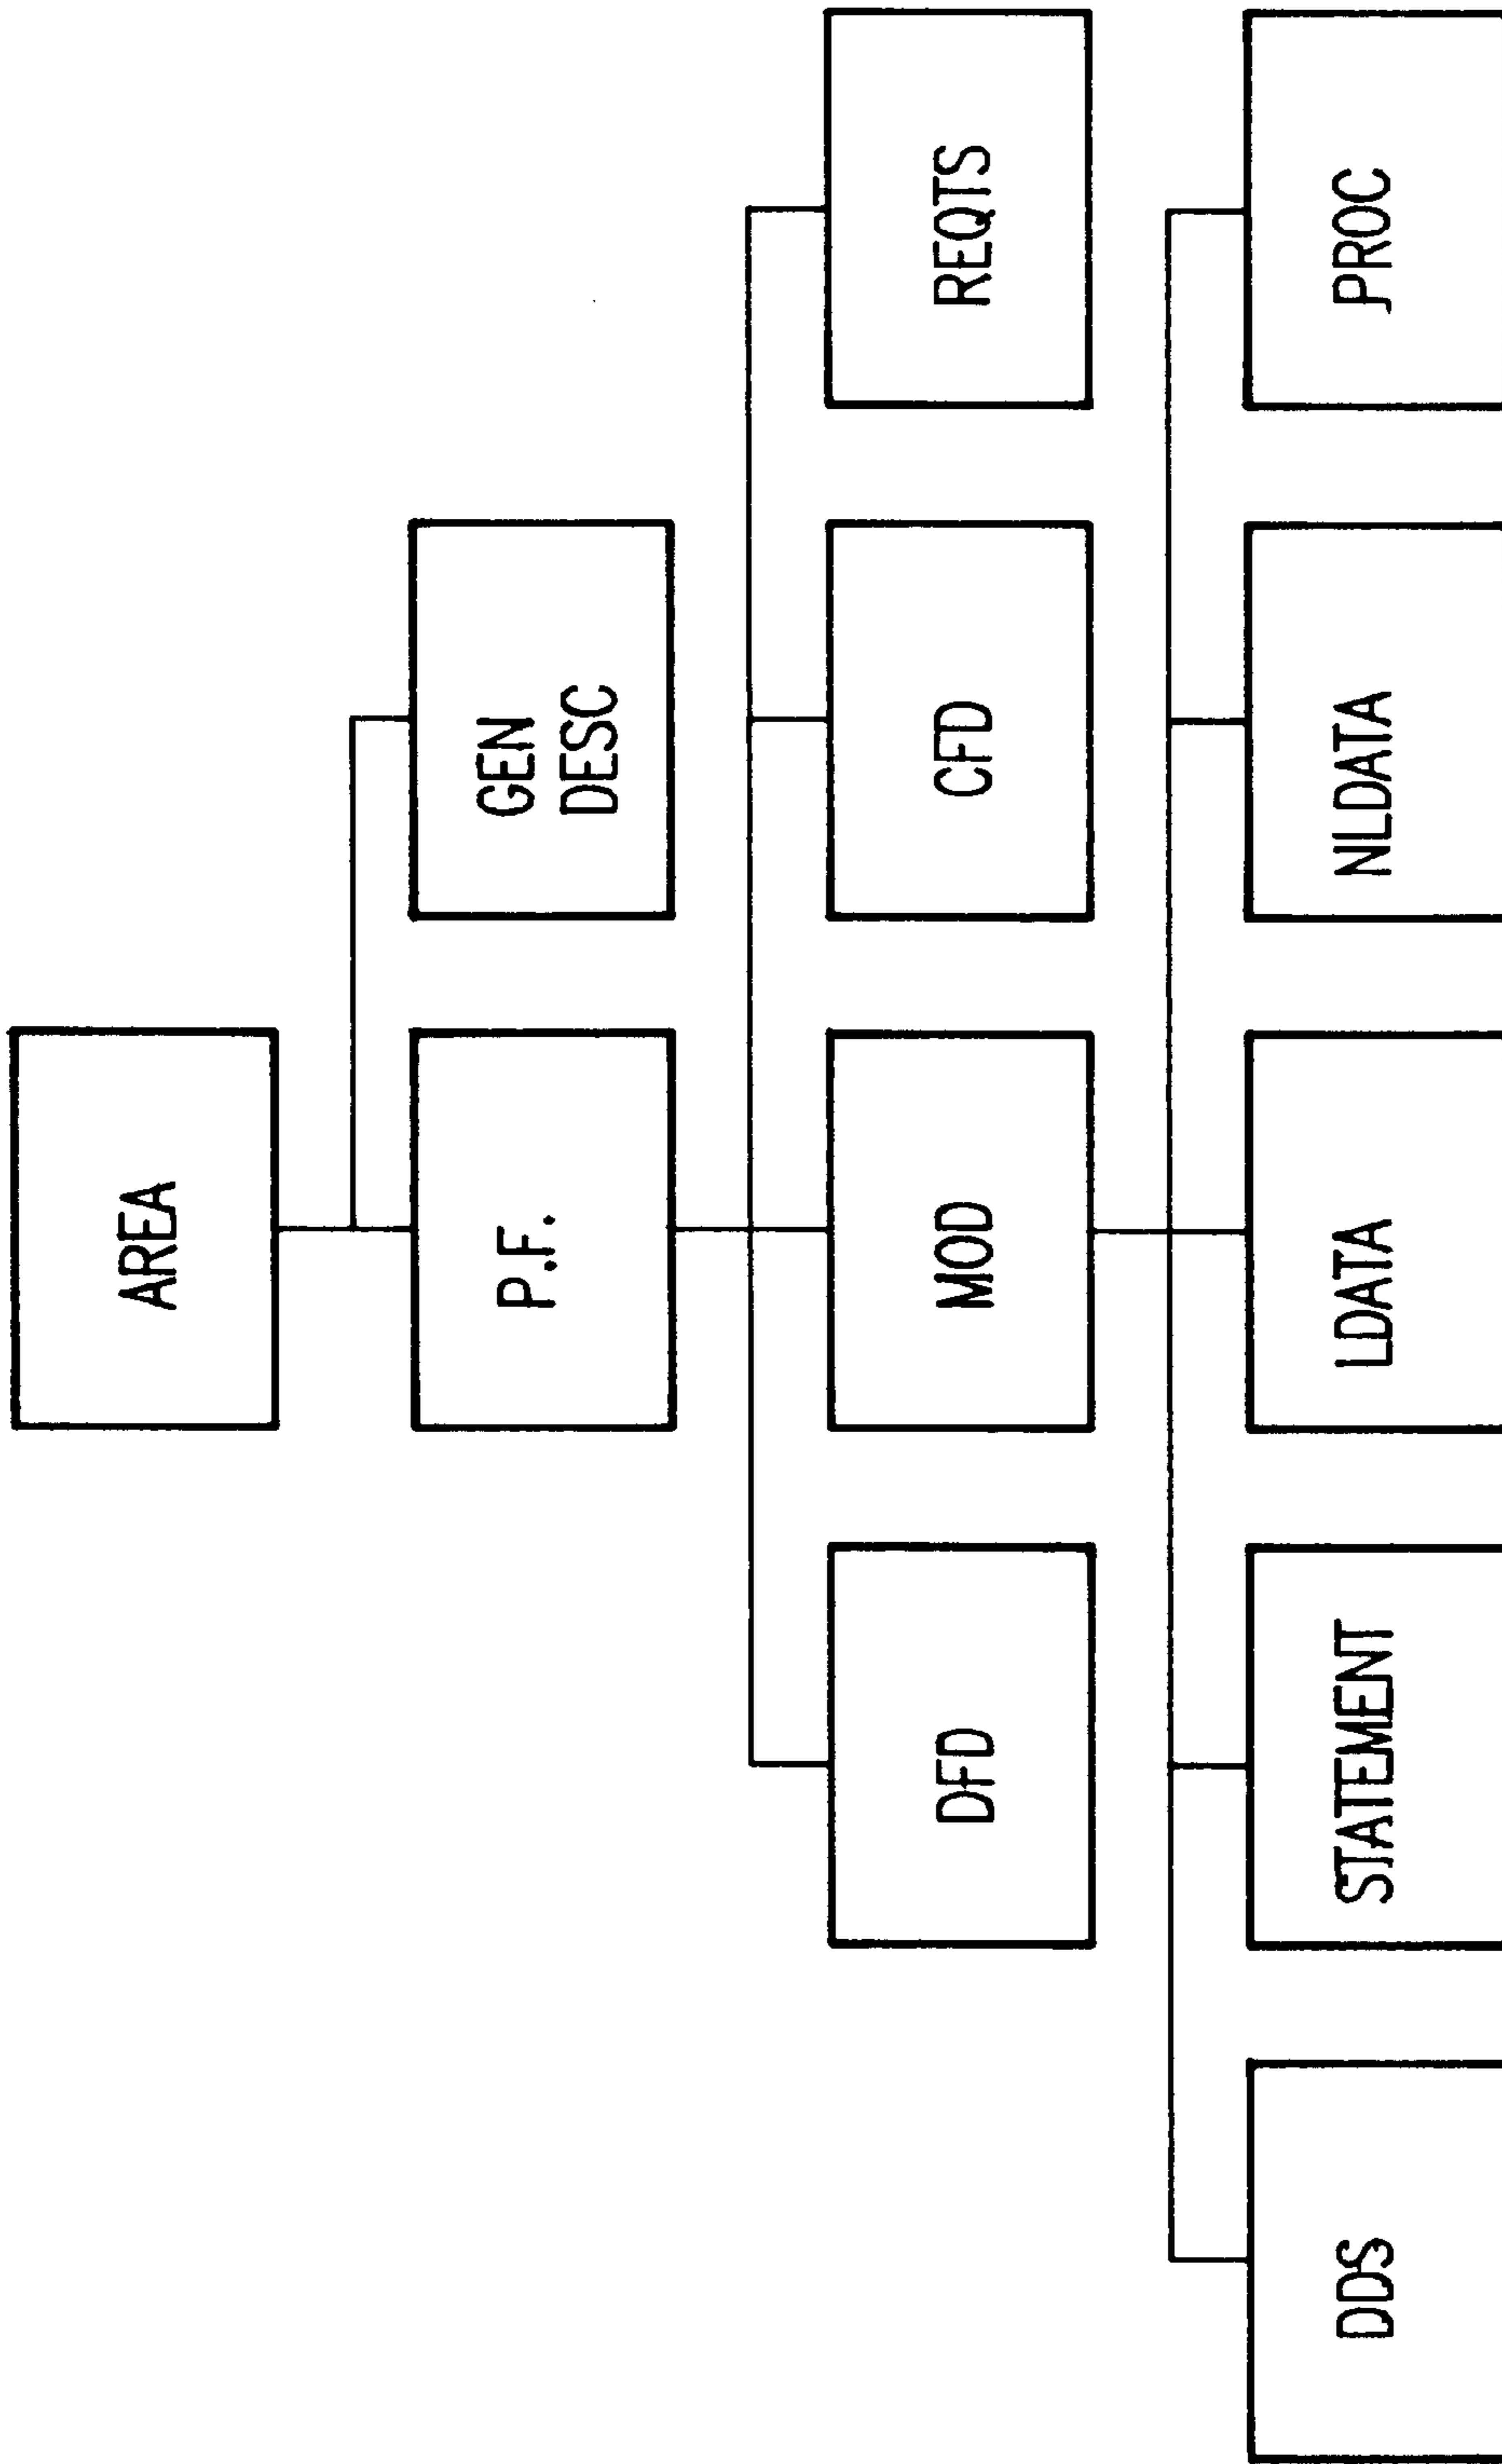 AREA
P.F.
GEN
DESC
DFD
MOD
CFD
REQTS
DDS
STATEMENT
LDATA
NLDATA
PROC